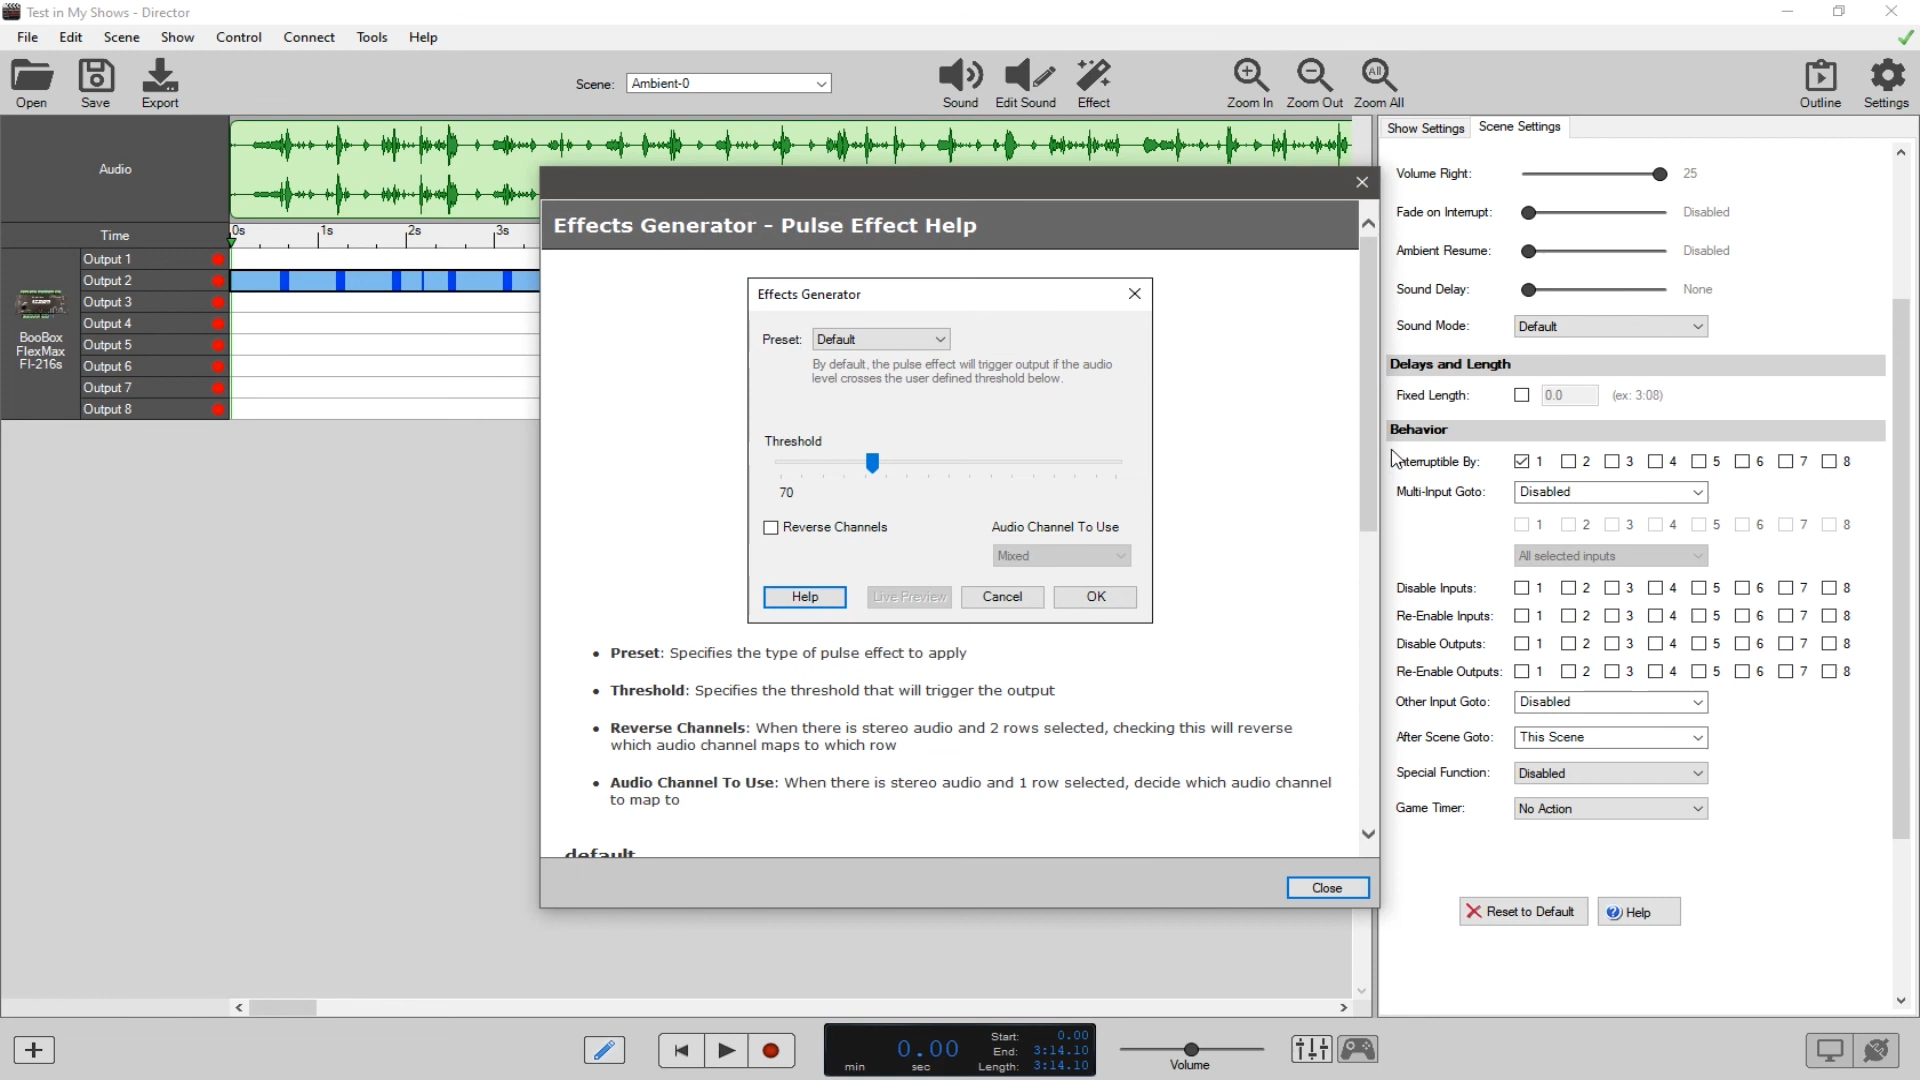 Test in My Shows - Director
File Edit Scene Show Control Connect Tools Help
Open Save Export
Scene: Ambient-0
Sound Edit Sound Effect
Zoom In Zoom Out All Zoom All
Outline Settings
Audio
Time
0s 1s 2s 3s
Output 1
Output 2
Output 3
Output 4
Output 5
Output 6
Output 7
Output 8
BooBox
FlexMax
FI-216s
Effects Generator - Pulse Effect Help
Effects Generator
Preset: Default
By default, the pulse effect will trigger output if the audio
level crosses the user defined threshold below.
Threshold
70
Reverse Channels
Audio Channel To Use
Mixed
Help Live Preview Cancel OK
• Preset: Specifies the type of pulse effect to apply
• Threshold: Specifies the threshold that will trigger the output
• Reverse Channels: When there is stereo audio and 2 rows selected, checking this will reverse
which audio channel maps to which row
• Audio Channel To Use: When there is stereo audio and 1 row selected, decide which audio channel
to map to
default
Close
Show Settings Scene Settings
Volume Right: 25
Fade on Interrupt: Disabled
Ambient Resume: Disabled
Sound Delay: None
Sound Mode: Default
Delays and Length
Fixed Length: 0.0 (ex: 3:08)
Behavior
By: 1 2 3 4 5 6 7 8
Multi-Input Goto: Disabled
1 2 3 4 5 6 7 8
All selected inputs
Disable Inputs: 1 2 3 4 5 6 7 8
Re-Enable Inputs: 1 2 3 4 5 6 7 8
Disable Outputs: 1 2 3 4 5 6 7 8
Re-Enable Outputs: 1 2 3 4 5 6 7 8
Other Input Goto: Disabled
After Scene Goto: This Scene
Special Function: Disabled
Game Timer: No Action
Reset to Default Help
0.00
min sec
Start: 0.00
End: 3:14.10
Length: 3:14.10
Volume